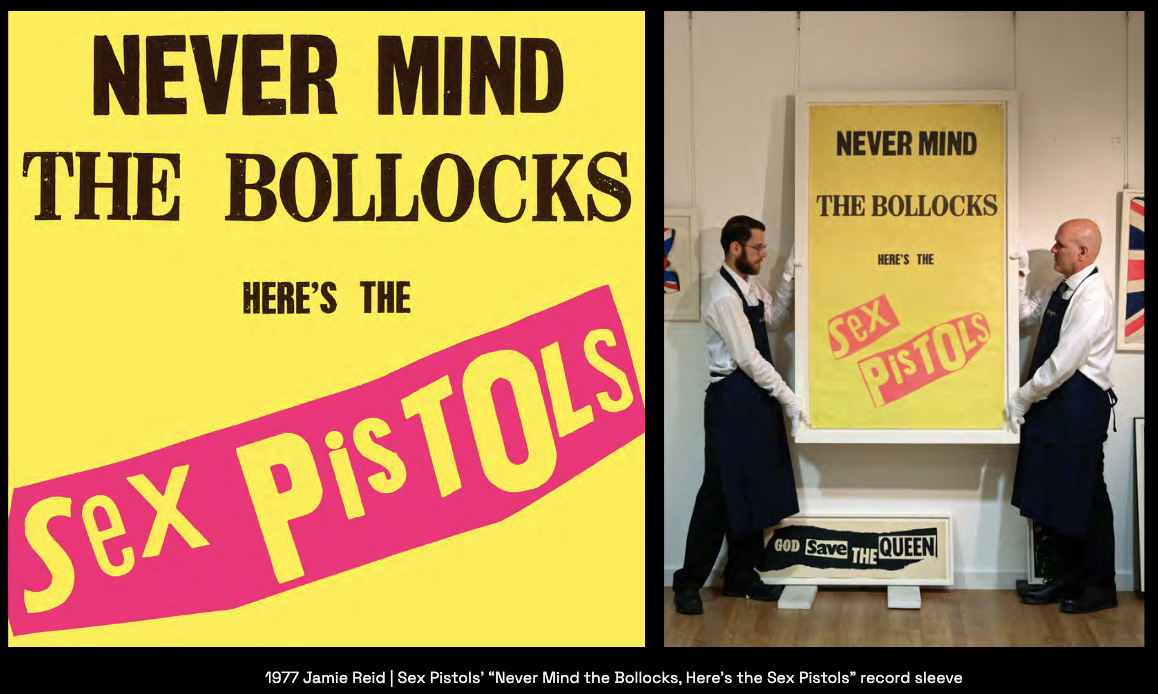 NEVER MIND
THE BOLLOCKS
HERE'S THE
Sex PisTOLS
NEVER MIND
THE BOLLOCKS
HERE'S THE
Sex
PisTOLS
GOD Save THE QUEEN
1977 Jamie Reid | Sex Pistols' "Never Mind the Bollocks, Here's the Sex Pistols" record sleeve